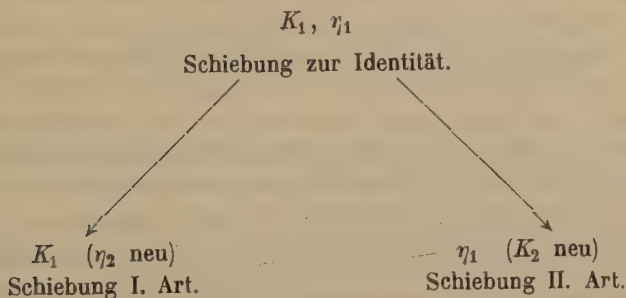 K₁, η₁
Schiebung zur Identität.
K₁ (η₂ neu)
Schiebung I. Art.
η₁ (K₂ neu)
Schiebung II. Art.